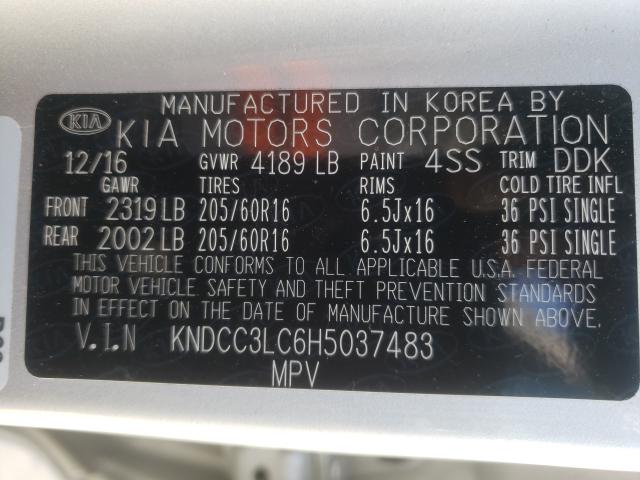 MANUFACTURED IN KOREA BY
KIA KIA MOTORS CORPORATION
12/16 GVWR 4189 LB PAINT 4SS TRIM DDK
GAWR TIRES RIMS COLD TIRE INFL
FRONT 2319 LB 205/60R16 6.5Jx16 36 PSI SINGLE
REAR 2002 LB 205/60R16 6.5Jx16 36 PSI SINGLE
THIS VEHICLE CONFORMS TO ALL APPLICABLE U.S.A. FEDERAL
MOTOR VEHICLE SAFETY AND THEFT PREVENTION STANDARDS
IN EFFECT ON THE DATE OF MANUFACTURE SHOWN ABOVE.
V.I.N KNDCC3LC6H5037483
MPV